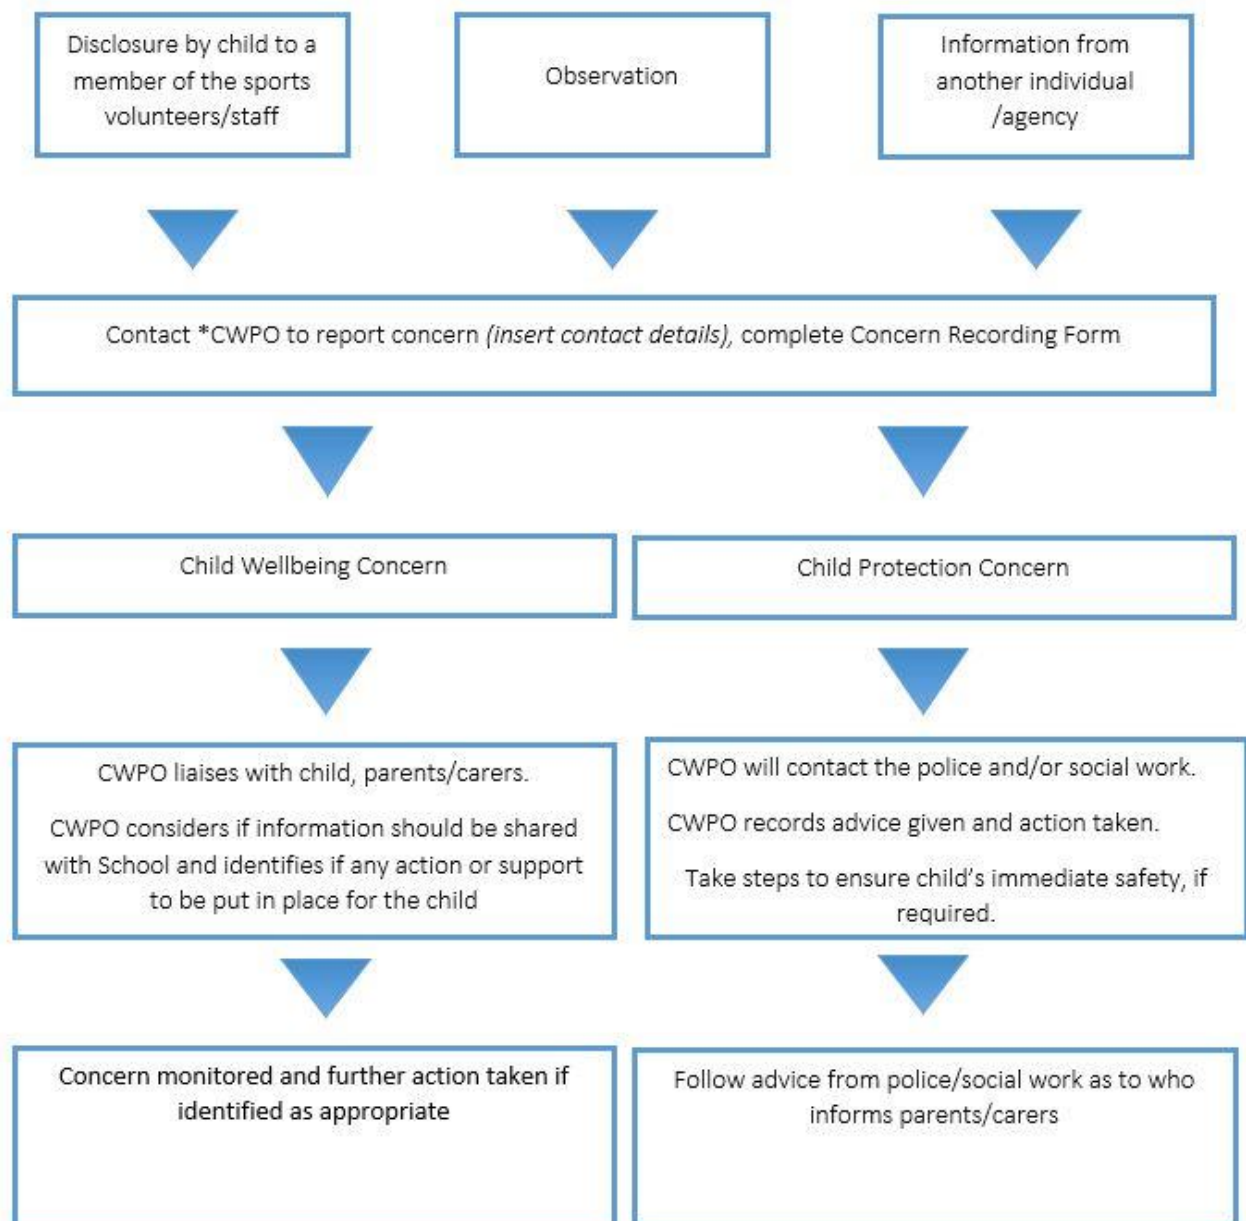 Disclosure by child to a
member of the sports
volunteers/staff
Observation
Information from
another individual
/agency
Contact *CWPO to report concern (insert contact details), complete Concern Recording Form
Child Wellbeing Concern
Child Protection Concern
CWPO liaises with child, parents/carers.
CWPO considers if information should be shared
with School and identifies if any action or support
to be put in place for the child
CWPO will contact the police and/or social work.
CWPO records advice given and action taken.
Take steps to ensure child’s immediate safety, if
required.
Concern monitored and further action taken if
identified as appropriate
Follow advice from police/social work as to who
informs parents/carers